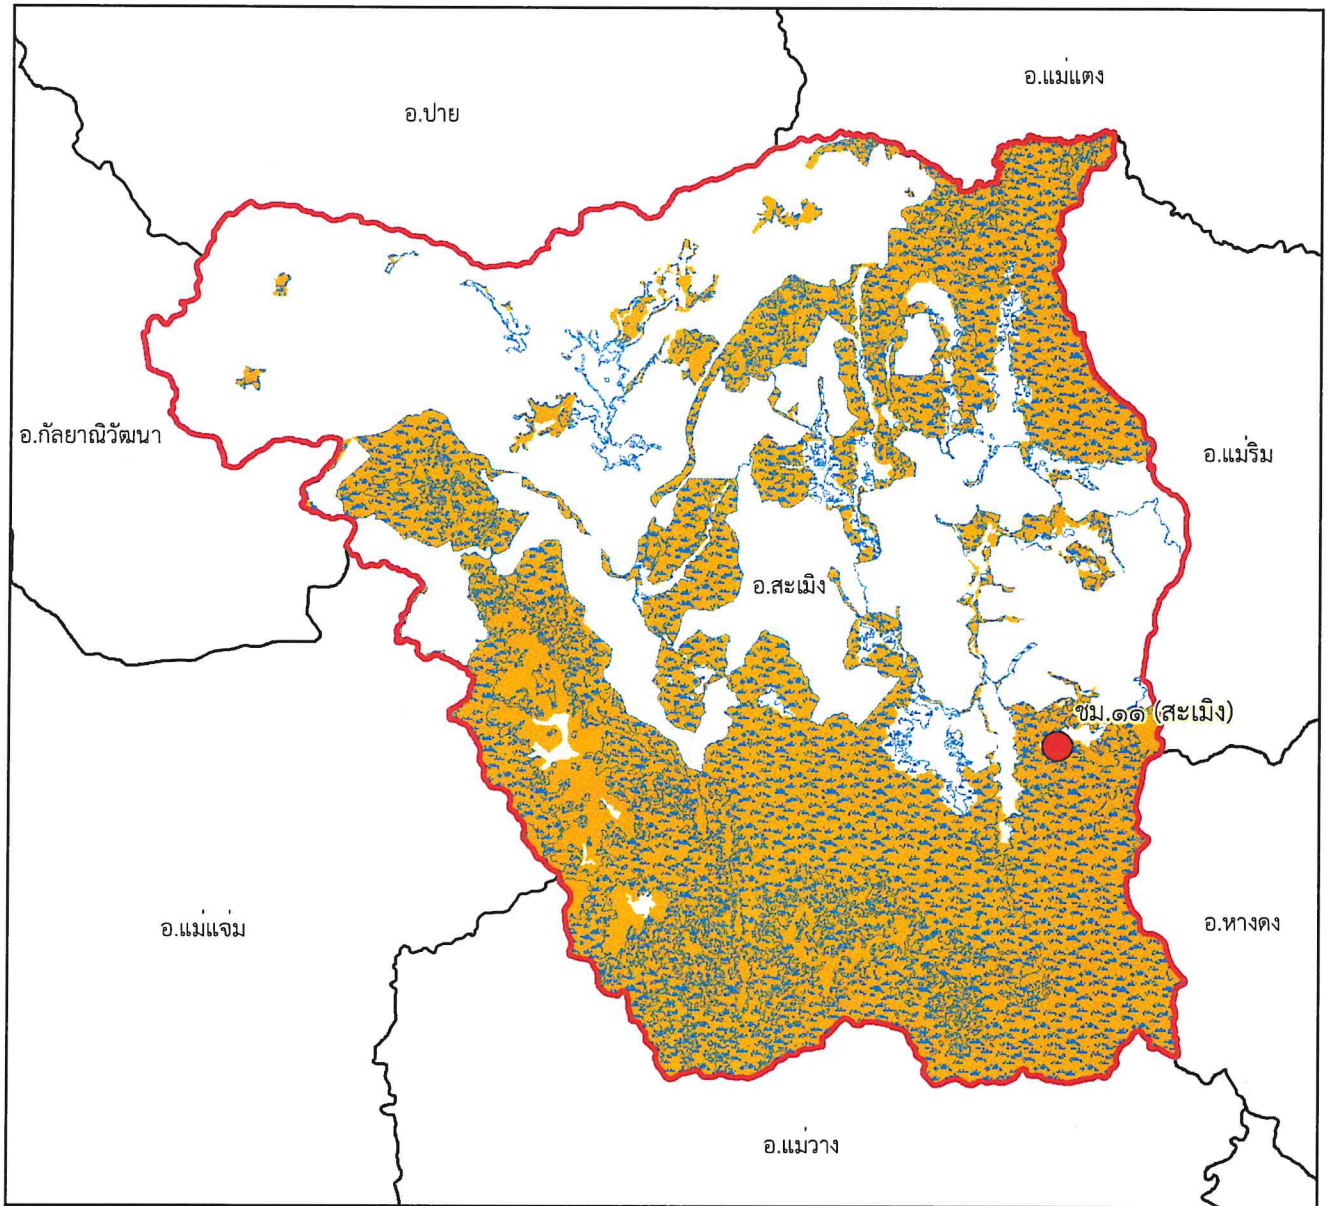 อ.แม่แตง
อ.ปาย
อ.กัลยาณิวัฒนา
อ.แม่ริม
อ.สะเมิง
ชม.๑๑ (สะเมิง)
อ.แม่แจ่ม
อ.หางดง
อ.แม่วาง